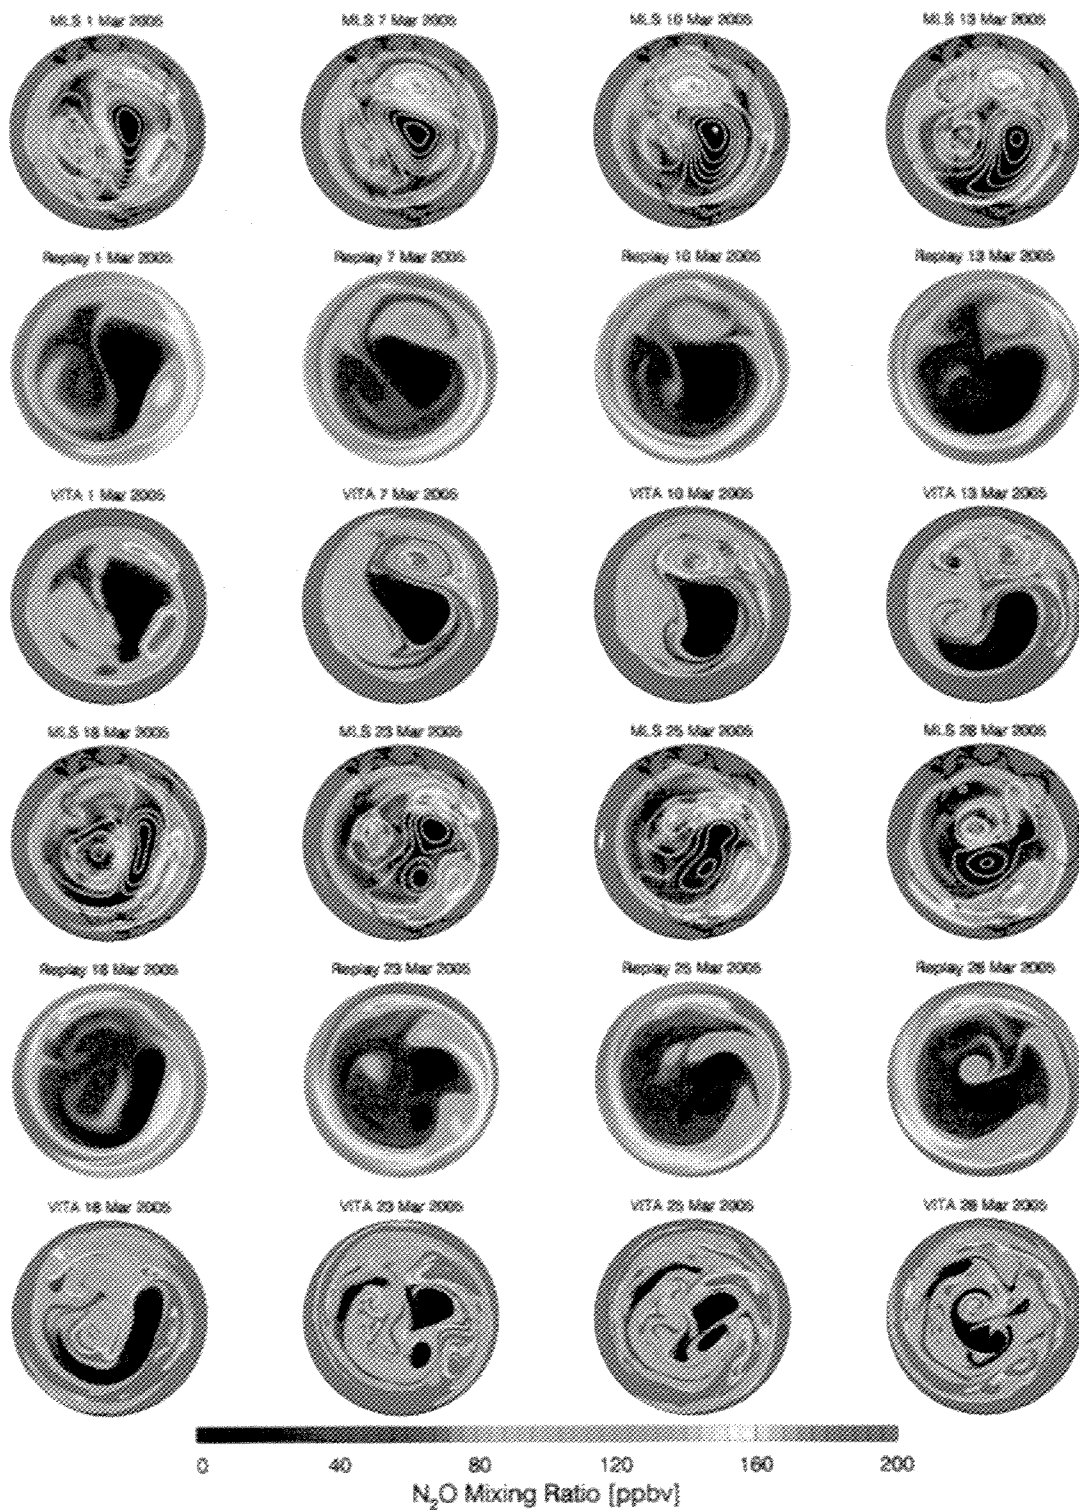 MLS 1 Mar 2005 MLS 7 Mar 2005 MLS 10 Mar 2005 MLS 13 Mar 2005
Replay 1 Mar 2005 Replay 7 Mar 2005 Replay 10 Mar 2005 Replay 13 Mar 2005
VITA 1 Mar 2005 VITA 7 Mar 2005 VITA 10 Mar 2005 VITA 13 Mar 2005
MLS 18 Mar 2005 MLS 23 Mar 2005 MLS 25 Mar 2005 MLS 28 Mar 2005
Replay 18 Mar 2005 Replay 23 Mar 2005 Replay 25 Mar 2005 Replay 28 Mar 2005
VITA 18 Mar 2005 VITA 23 Mar 2005 VITA 25 Mar 2005 VITA 28 Mar 2005
0 40 80 120 160 200
N₂O Mixing Ratio [ppbv]